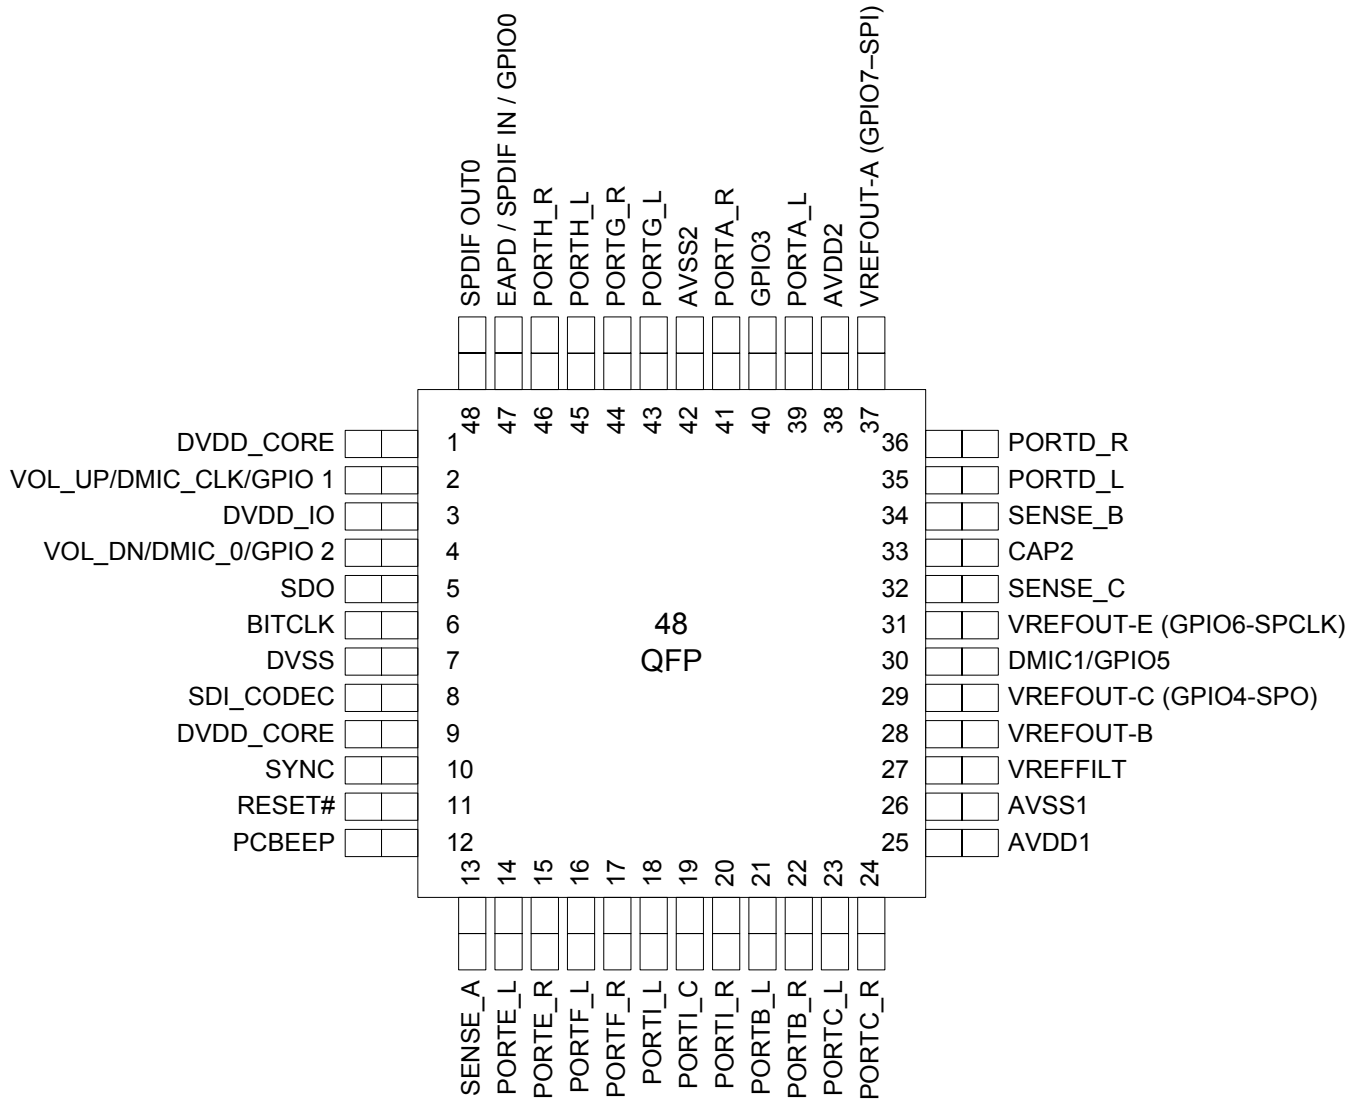 SPDIF OUT0
EAPD / SPDIF IN / GPIO0
PORTH_R
PORTH_L
PORTG_R
PORTG_L
AVSS2
PORTA_R
GPIO3
PORTA_L
AVDD2
VREFOUT-A (GPIO7–SPI)
48
47
46
45
44
43
42
41
40
39
38
37
DVDD_CORE 1
VOL_UP/DMIC_CLK/GPIO 1 2
DVDD_IO 3
VOL_DN/DMIC_0/GPIO 2 4
SDO 5
BITCLK 6
DVSS 7
SDI_CODEC 8
DVDD_CORE 9
SYNC 10
RESET# 11
PCBEEP 12
48
QFP
36 PORTD_R
35 PORTD_L
34 SENSE_B
33 CAP2
32 SENSE_C
31 VREFOUT-E (GPIO6-SPCLK)
30 DMIC1/GPIO5
29 VREFOUT-C (GPIO4-SPO)
28 VREFOUT-B
27 VREFFILT
26 AVSS1
25 AVDD1
13
14
15
16
17
18
19
20
21
22
23
24
SENSE_A
PORTE_L
PORTE_R
PORTF_L
PORTF_R
PORTI_L
PORTI_C
PORTI_R
PORTB_L
PORTB_R
PORTC_L
PORTC_R